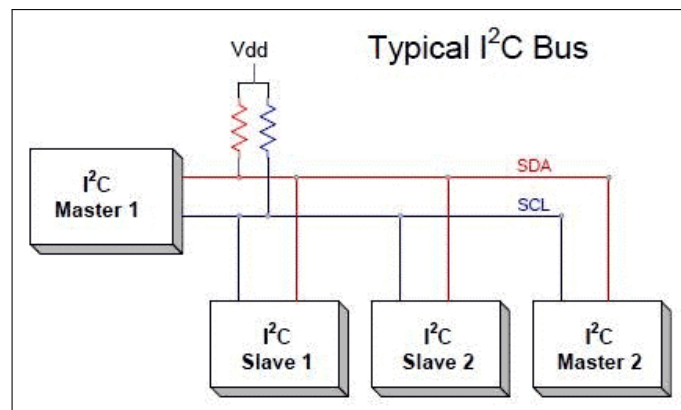 Typical I²C Bus
Vdd
SDA
SCL
I²C
Master 1
I²C
Slave 1
I²C
Slave 2
I²C
Master 2